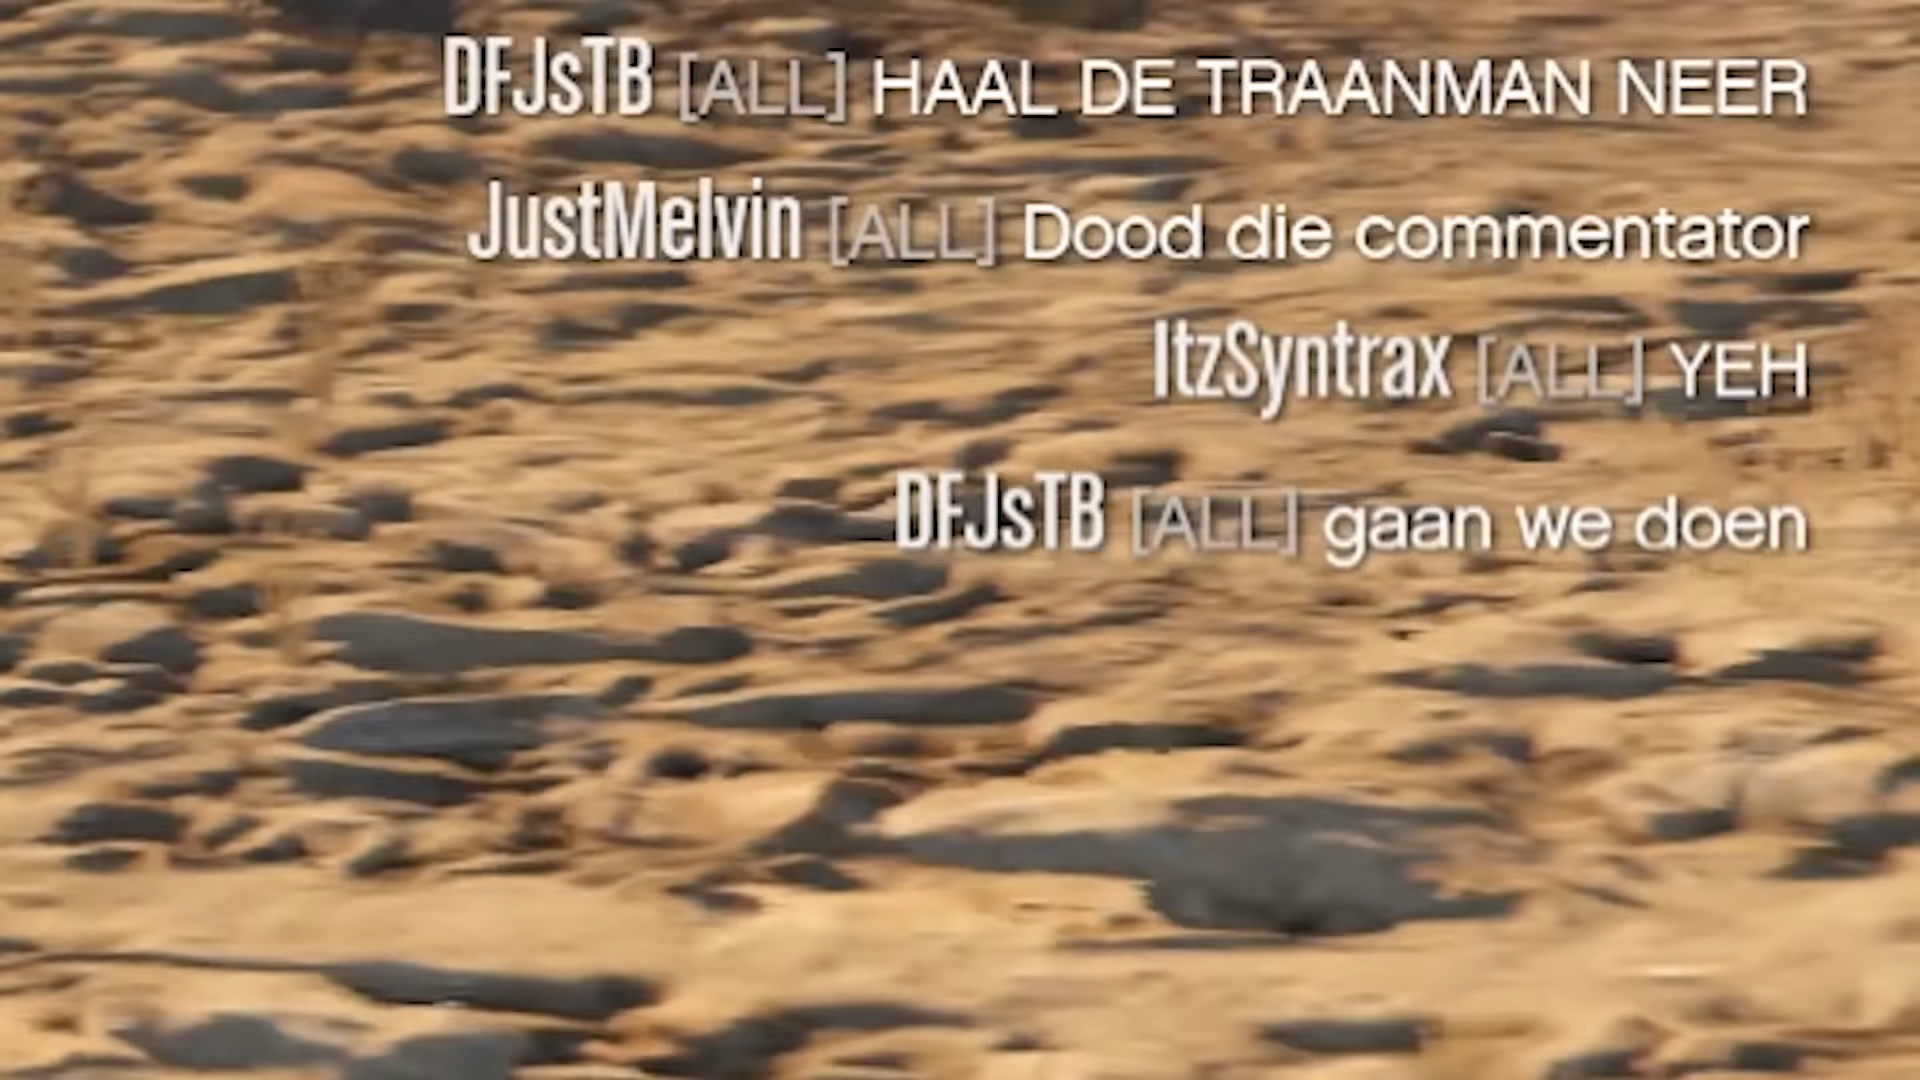 DFJsTB [ALL] HAAL DE TRAANMAN NEER
JustMelvin [ALL] Dood die commentator
ItzSyntrax [ALL] YEH
DFJsTB [ALL] gaan we doen